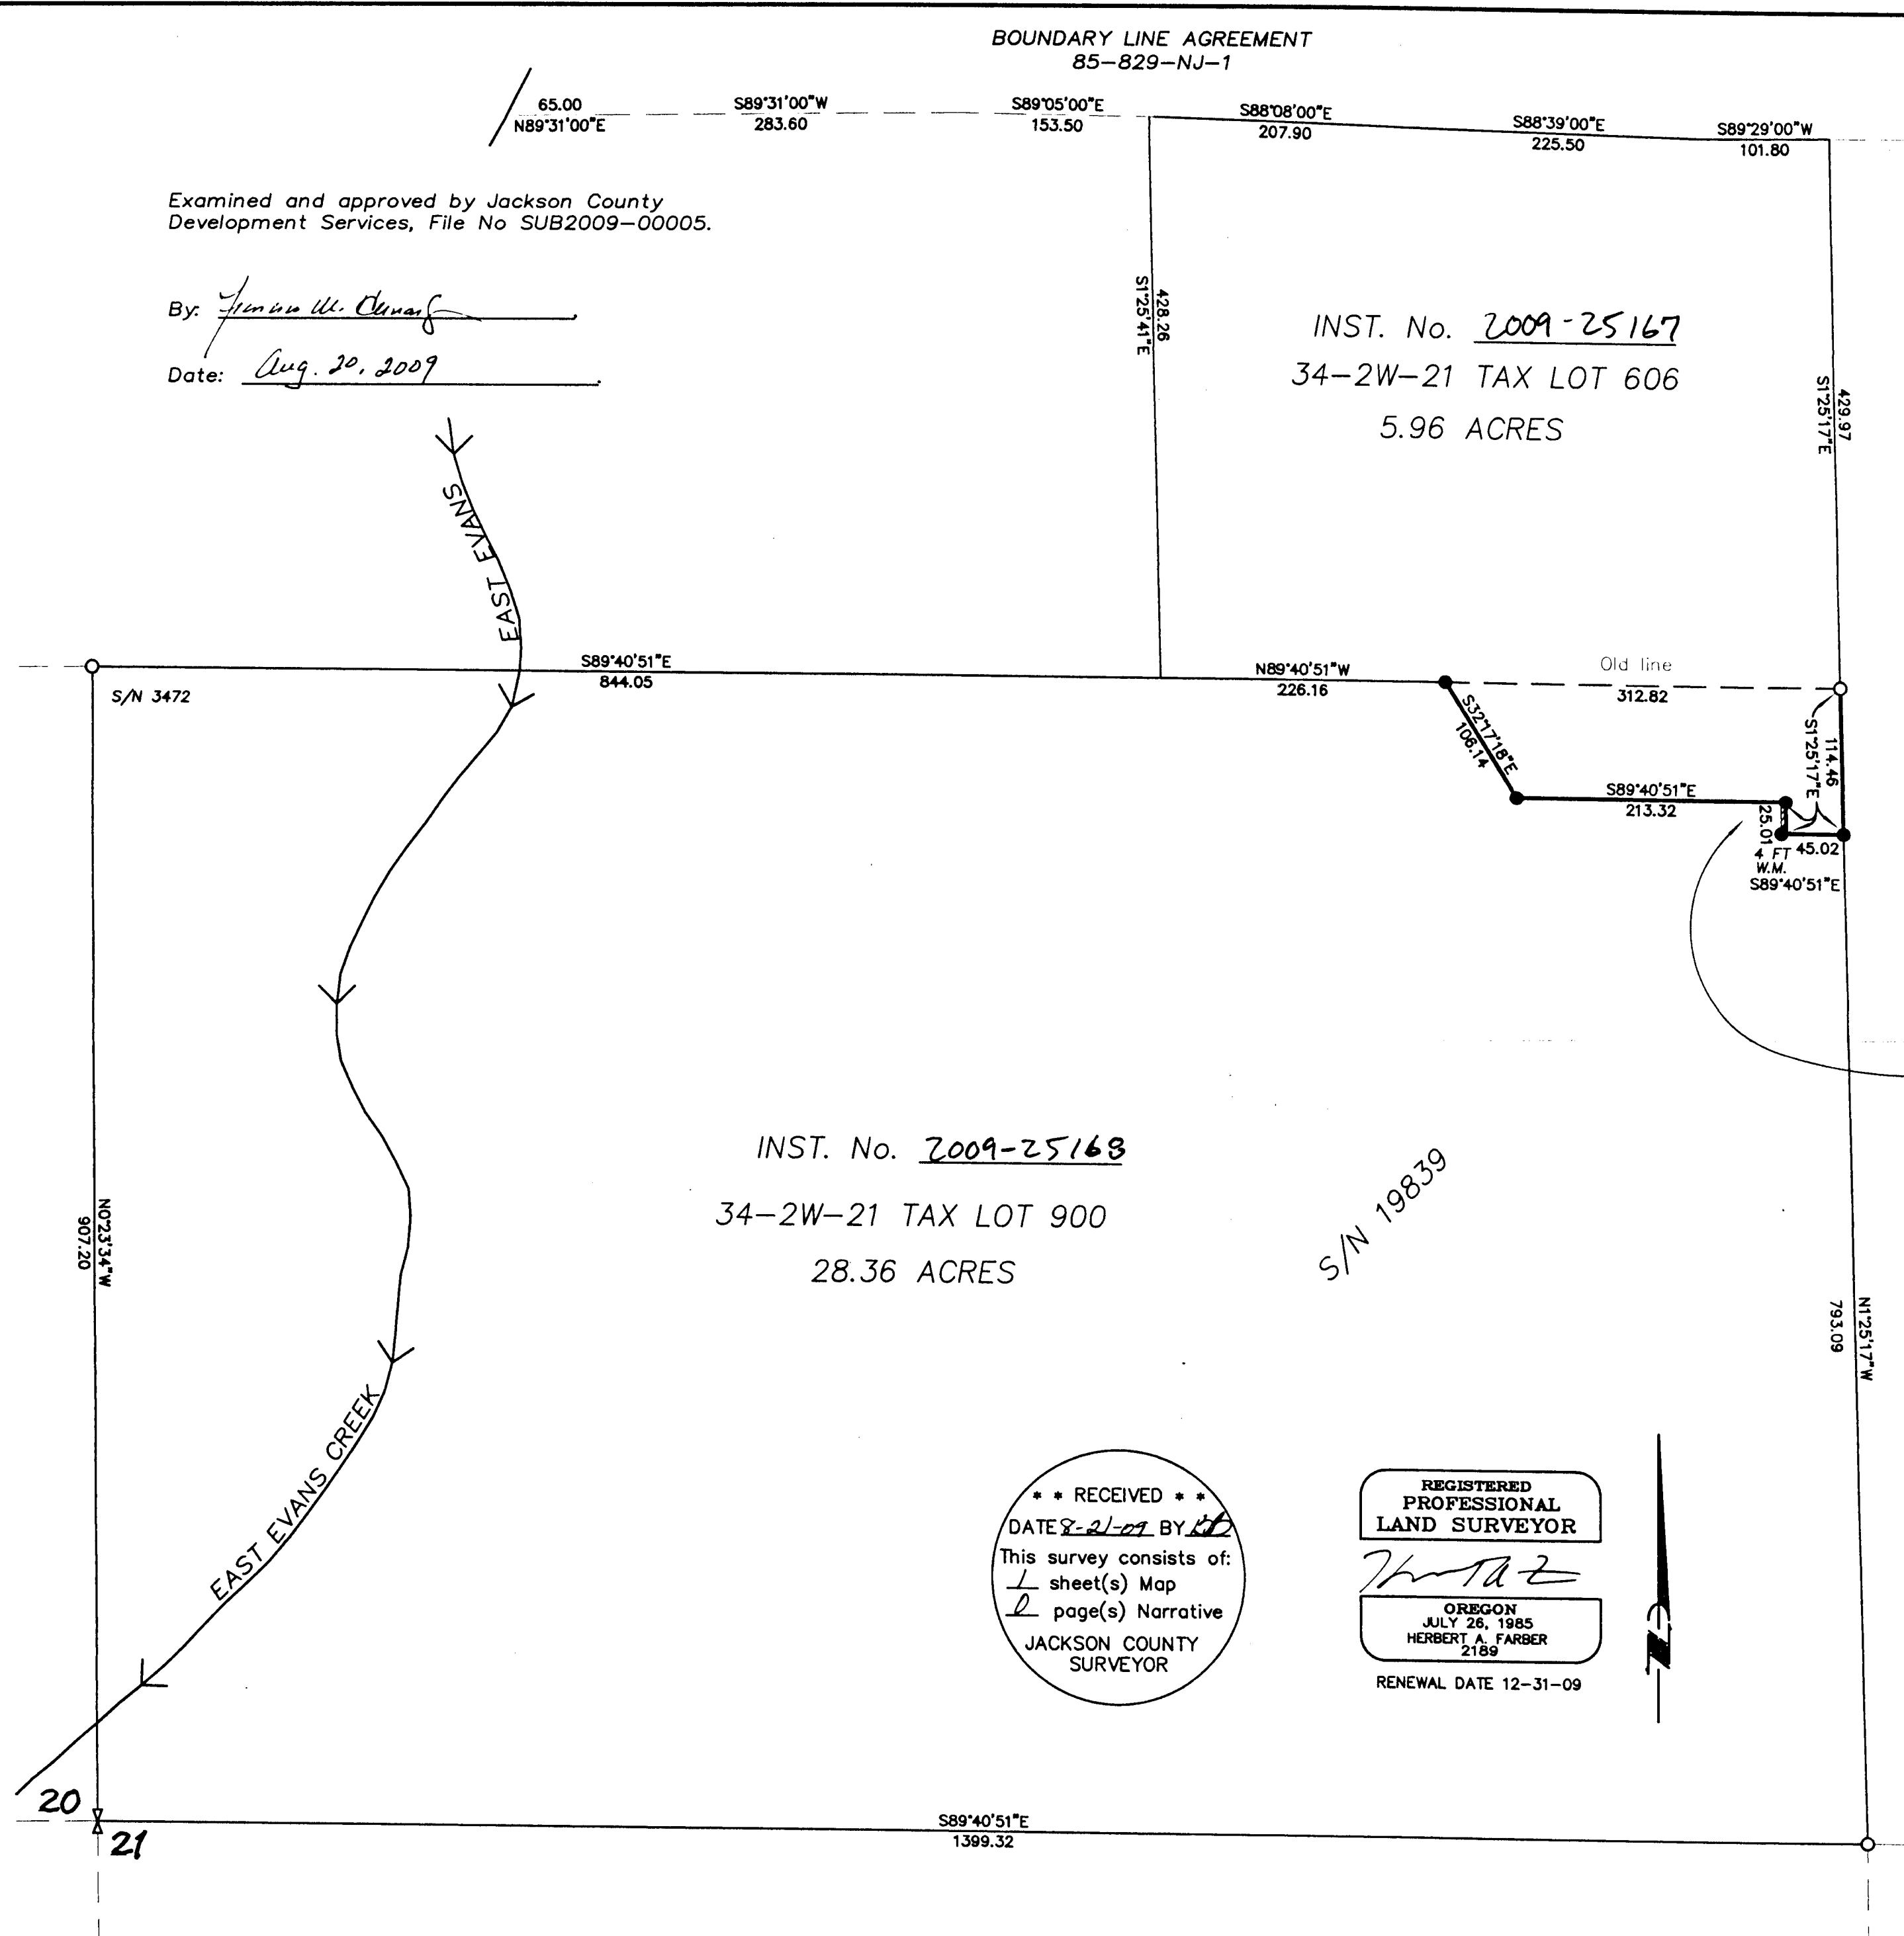 BOUNDARY LINE AGREEMENT
85-829-NJ-1
65.00
N89°31'00"E
S89°31'00"W
283.60
S89°05'00"E
153.50
S88°08'00"E
207.90
S88°39'00"E
225.50
S89°29'00"W
101.80
Examined and approved by Jackson County
Development Services, File No SUB2009-00005.
By:
Date: Aug. 20, 2009
428.26
S1°25'41"E
INST. No. 2009-25167
34-2W-21 TAX LOT 606
5.96 ACRES
429.97
S1°25'17"E
EAST EVANS
S/N 3472
S89°40'51"E
844.05
N89°40'51"W
226.16
Old line
312.82
S32°17'18"E
106.14
114.46
S1°25'17"E
S89°40'51"E
213.32
25.01
4 FT
W.M.
45.02
S89°40'51"E
INST. No. 2009-25168
34-2W-21 TAX LOT 900
28.36 ACRES
S/N 19839
N0°23'34"W
907.20
N1°25'17"W
793.09
EAST EVANS CREEK
* * RECEIVED * *
DATE 8-21-09 BY
This survey consists of:
1 sheet(s) Map
0 page(s) Narrative
JACKSON COUNTY
SURVEYOR
REGISTERED
PROFESSIONAL
LAND SURVEYOR
OREGON
JULY 26, 1985
HERBERT A. FARBER
2189
RENEWAL DATE 12-31-09
N
20
21
S89°40'51"E
1399.32